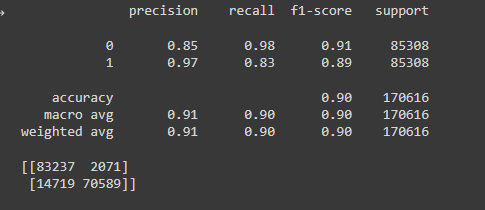 precision recall f1-score support
0 0.85 0.98 0.91 85308
1 0.97 0.83 0.89 85308
accuracy 0.90 170616
macro avg 0.91 0.90 0.90 170616
weighted avg 0.91 0.90 0.90 170616
[[83237 2071]
[14719 70589]]